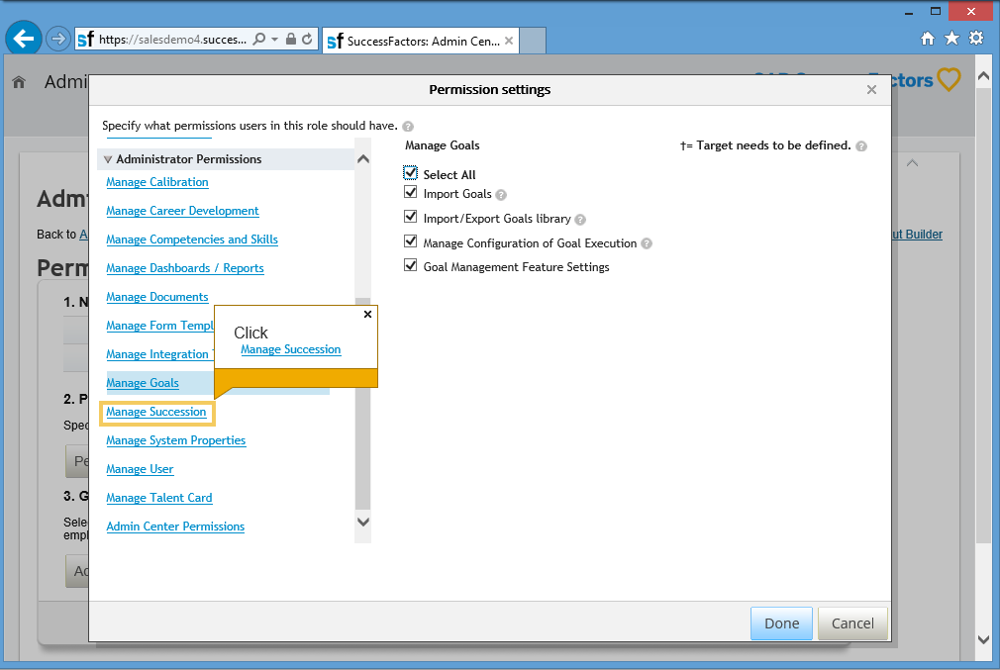 sf https://salesdemo4.succes...
sf SuccessFactors: Admin Cen...
Admi
ctors
Permission settings
Specify what permissions users in this role should have.
Administrator Permissions
Manage Calibration
Manage Career Development
Manage Competencies and Skills
Manage Dashboards / Reports
Manage Documents
Manage Form Templ
Manage Integration
Manage Goals
Manage Succession
Manage System Properties
Manage User
Manage Talent Card
Admin Center Permissions
Click
Manage Succession
Manage Goals
†= Target needs to be defined.
Select All
Import Goals
Import/Export Goals library
Manage Configuration of Goal Execution
Goal Management Feature Settings
Done
Cancel
Adm
Back to A
ut Builder
Perm
1. N
2. P
Spec
Pe
3. G
Sele
empl
Ad